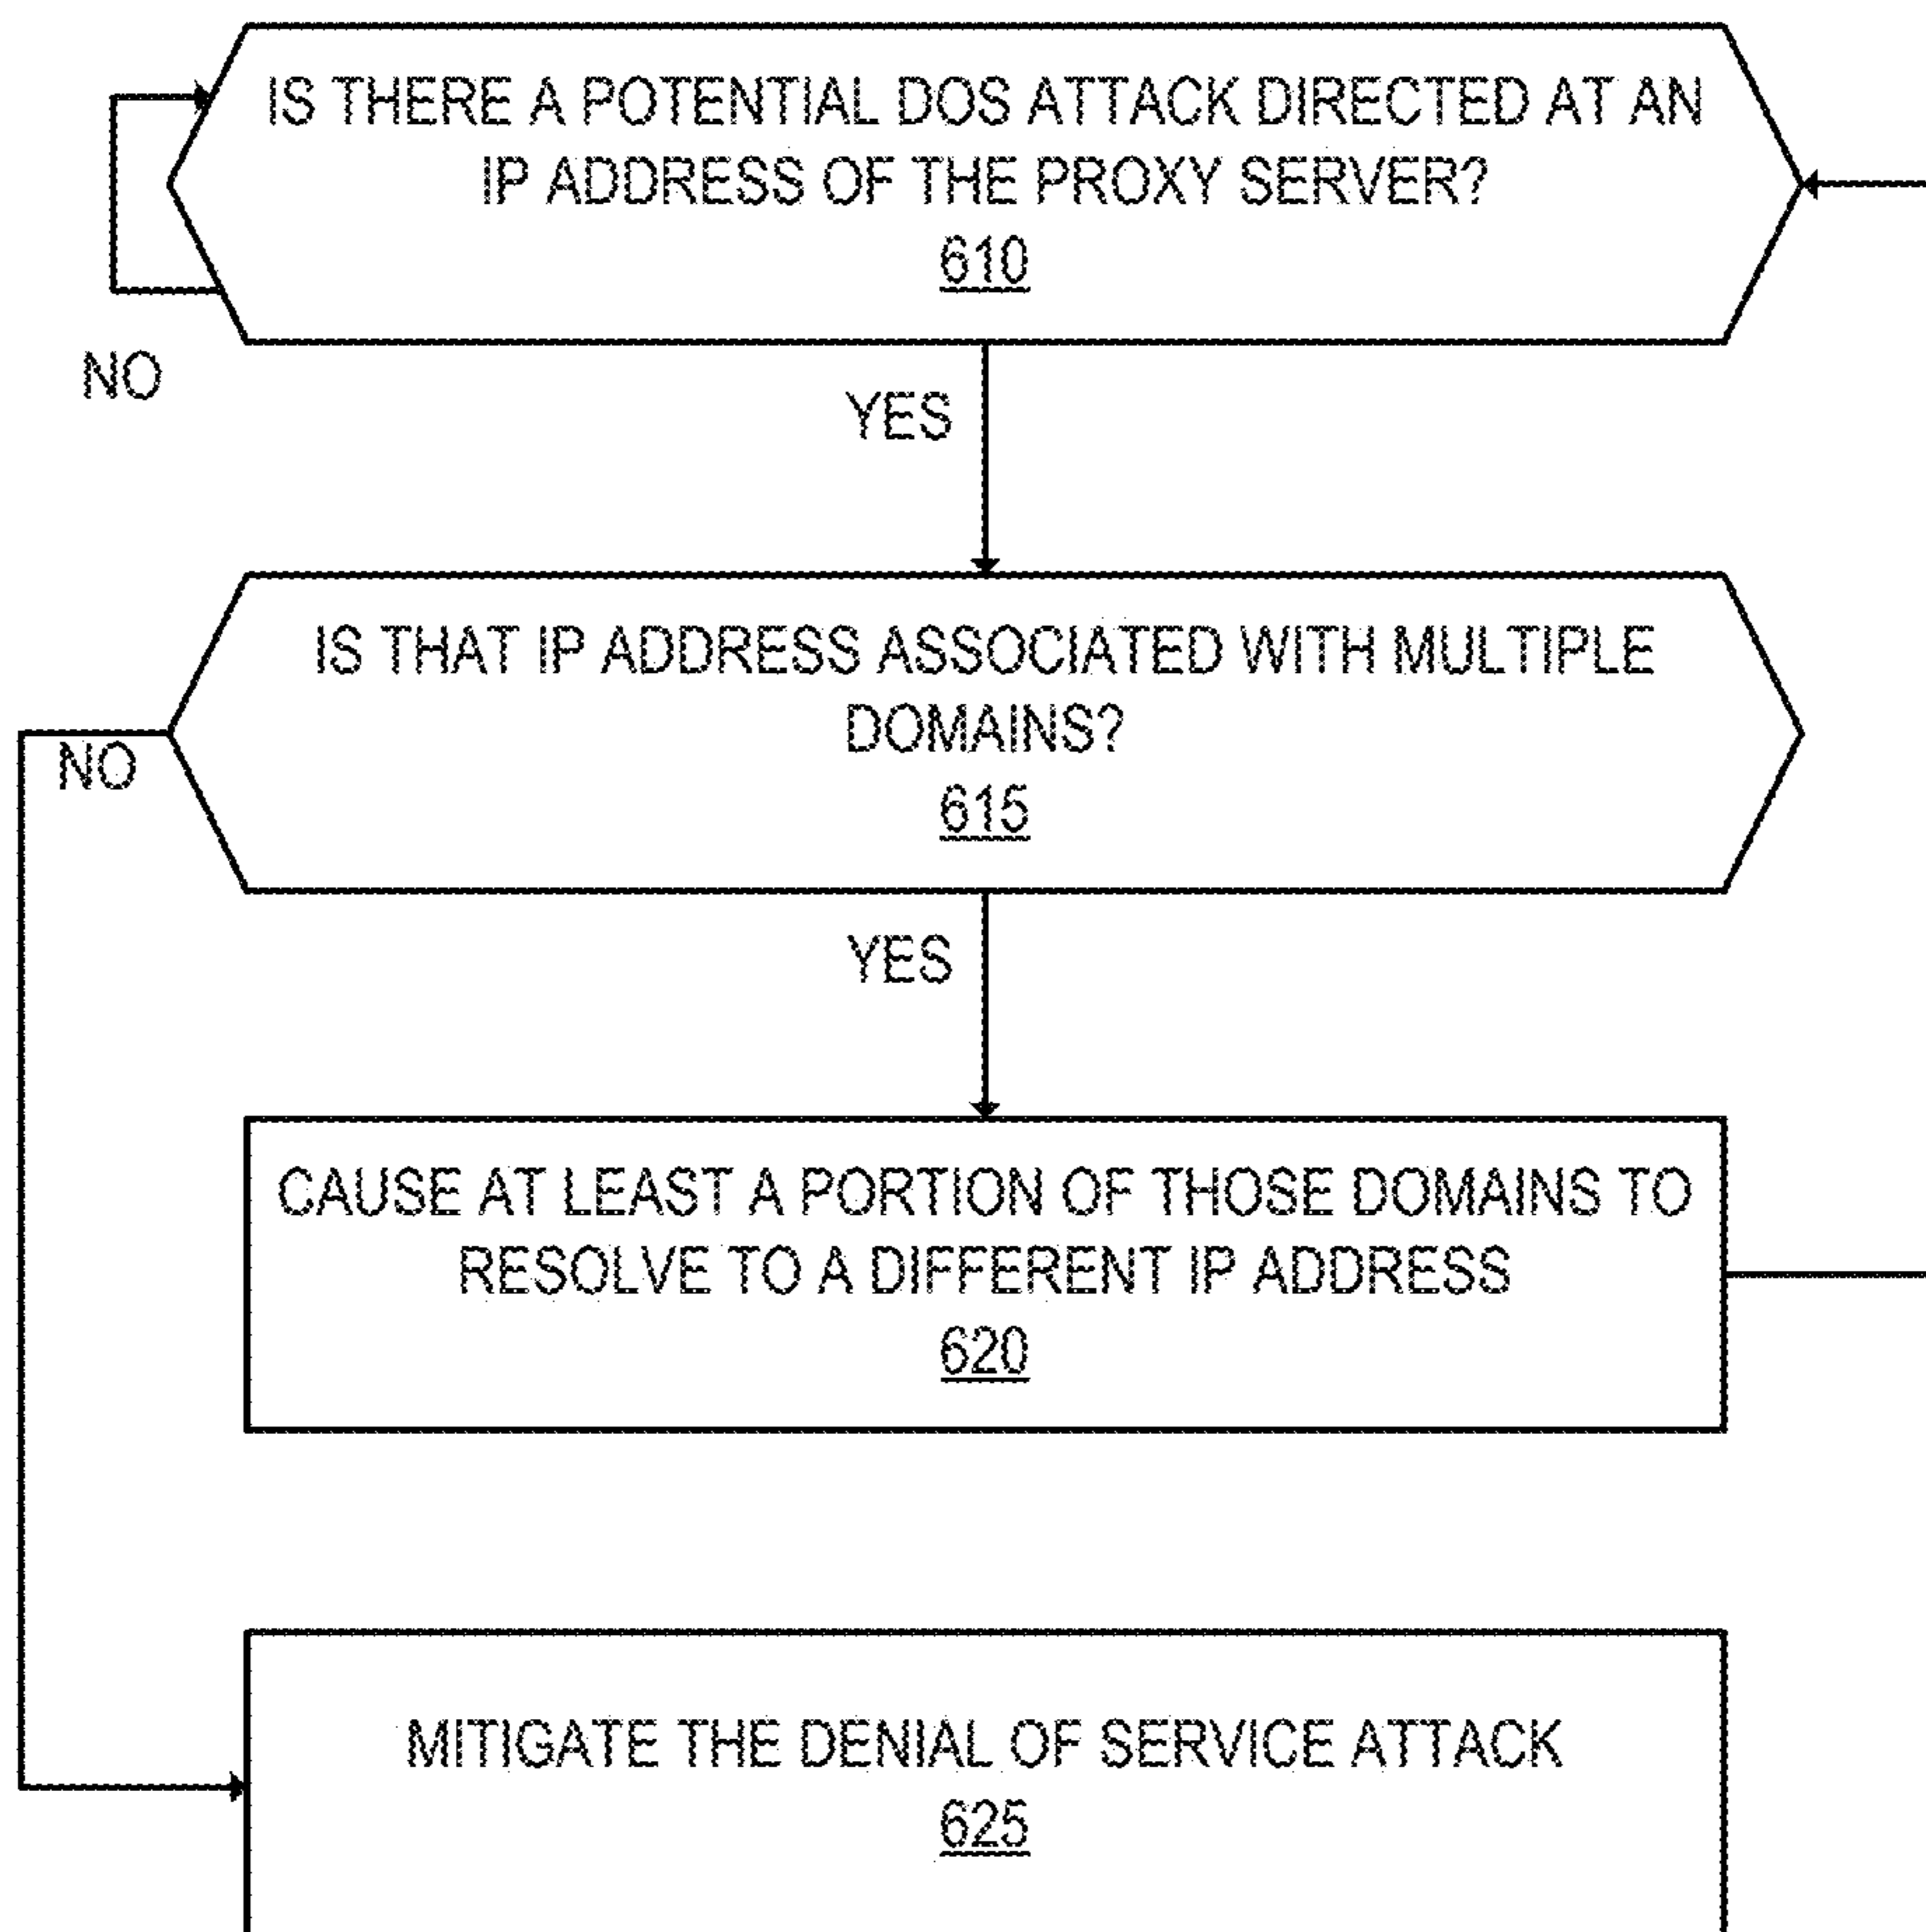 IS THERE A POTENTIAL DOS ATTACK DIRECTED AT AN
IP ADDRESS OF THE PROXY SERVER?
610
NO
YES
IS THAT IP ADDRESS ASSOCIATED WITH MULTIPLE
DOMAINS?
615
NO
YES
CAUSE AT LEAST A PORTION OF THOSE DOMAINS TO
RESOLVE TO A DIFFERENT IP ADDRESS
620
MITIGATE THE DENIAL OF SERVICE ATTACK
625